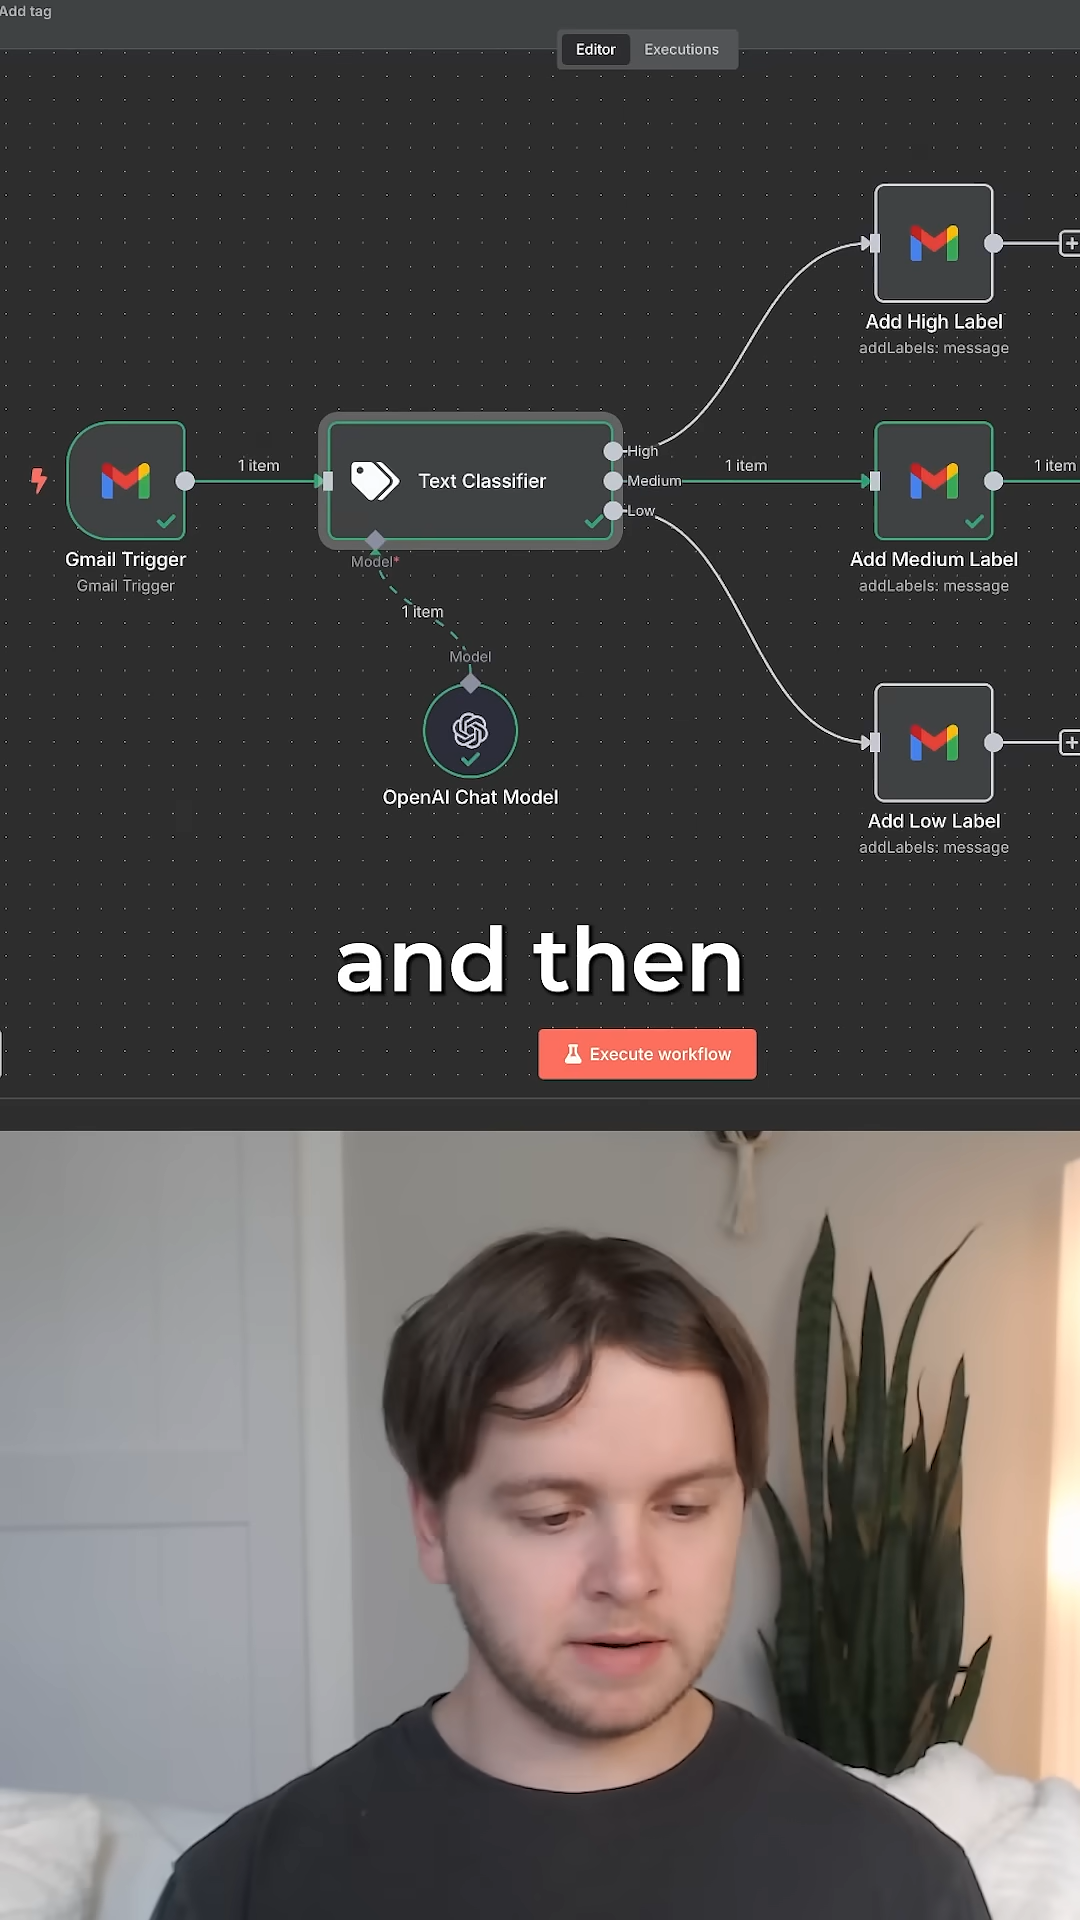 Add tag
Editor
Executions
Add High Label
addLabels: message
High
1 item
Text Classifier
Medium
1 item
1 item
Low
Gmail Trigger
Gmail Trigger
Model*
Add Medium Label
addLabels: message
1 item
Model
OpenAI Chat Model
Add Low Label
addLabels: message
and then
Execute workflow